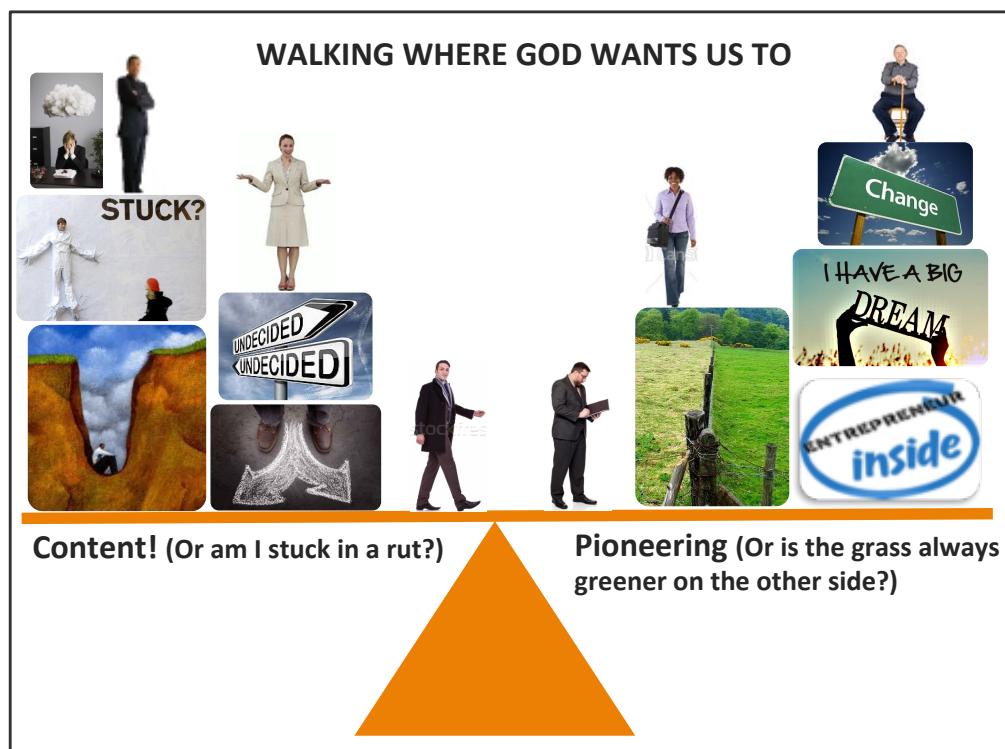 WALKING WHERE GOD WANTS US TO
STUCK?
UNDECIDED
UNDECIDED
Change
I HAVE A BIG
DREAM
ENTREPRENEUR
inside
Content! (Or am I stuck in a rut?)
Pioneering (Or is the grass always
greener on the other side?)